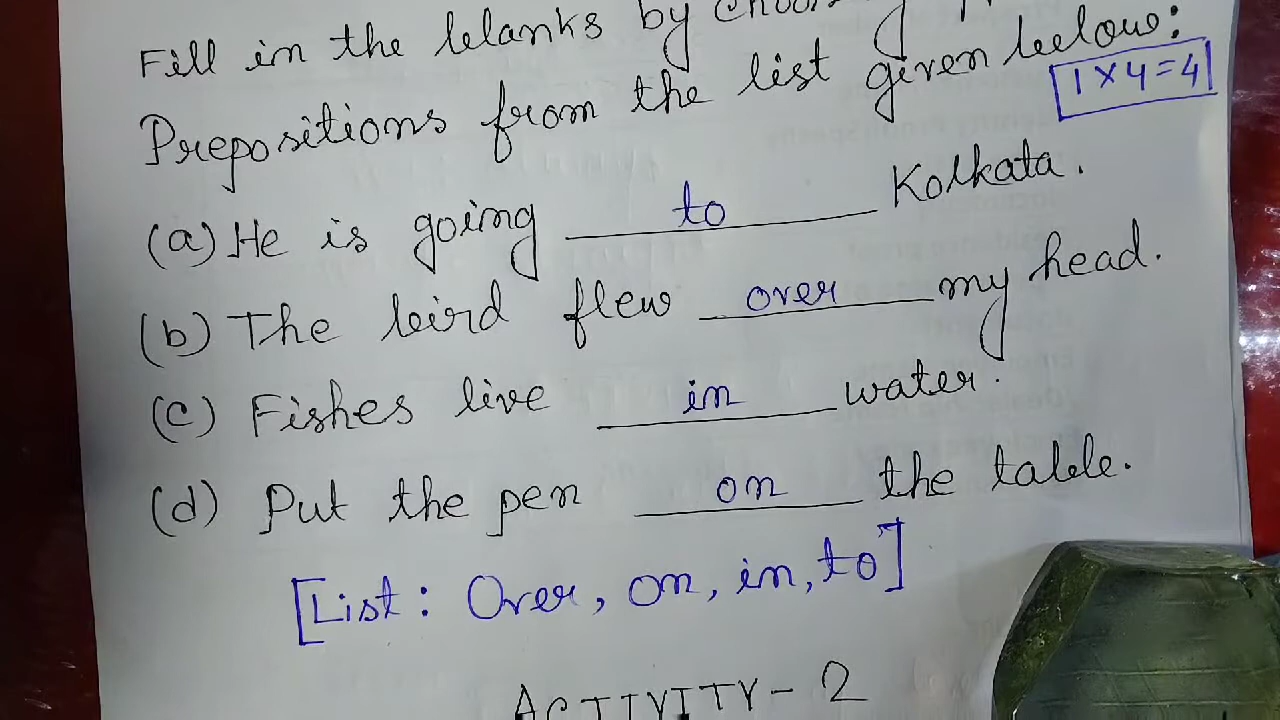 Fill in the blanks by
Prepositions from the list given below:
1 x 4 = 4
(a) He is going to Kolkata.
(b) The bird flew over my head.
(c) Fishes live in water.
(d) Put the pen on the table.
[List: Over, on, in, to]
ACTIVITY - 2